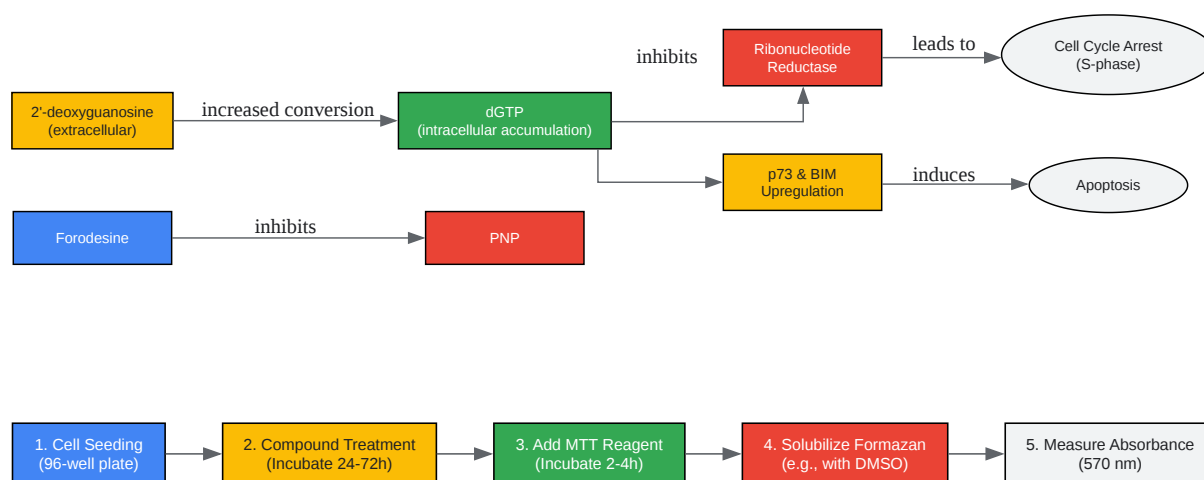 inhibits
Ribonucleotide
Reductase
leads to
Cell Cycle Arrest
(S-phase)
2'-deoxyguanosine
(extracellular)
increased conversion
dGTP
(intracellular accumulation)
p73 & BIM
Upregulation
induces
Apoptosis
Forodesine
inhibits
PNP
1. Cell Seeding
(96-well plate)
2. Compound Treatment
(Incubate 24-72h)
3. Add MTT Reagent
(Incubate 2-4h)
4. Solubilize Formazan
(e.g., with DMSO)
5. Measure Absorbance
(570 nm)